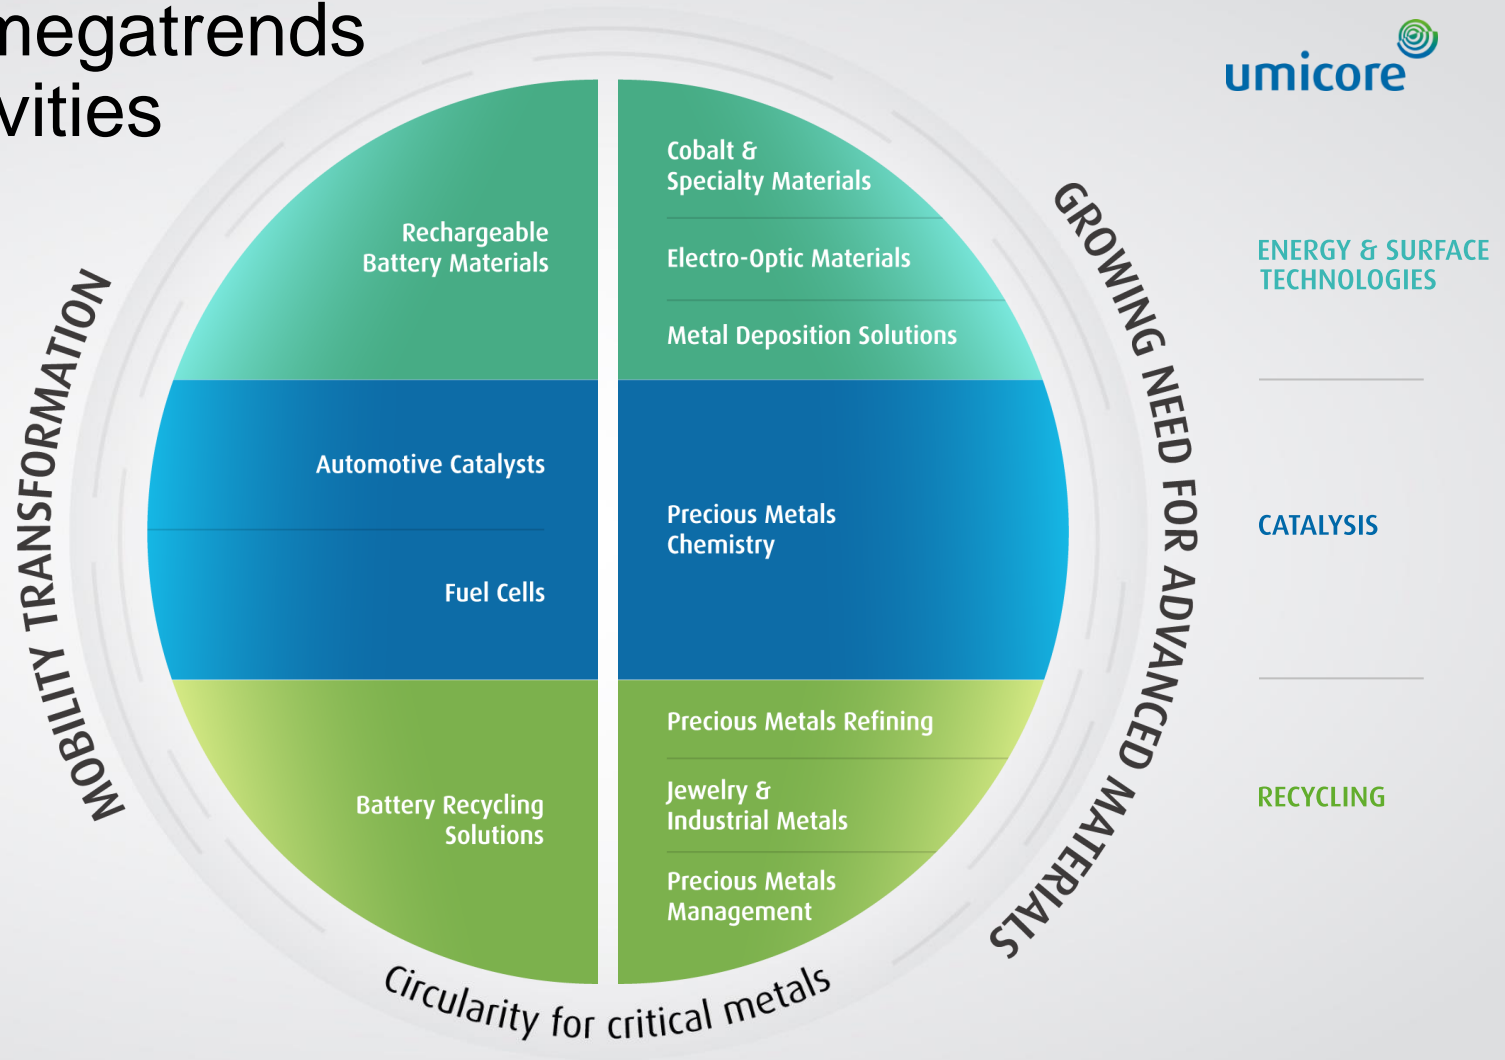 megatrends
vities
umicore
MOBILITY TRANSFORMATION
Rechargeable
Battery Materials
Automotive Catalysts
Fuel Cells
Battery Recycling
Solutions
Cobalt &
Specialty Materials
Electro-Optic Materials
Metal Deposition Solutions
Precious Metals
Chemistry
Precious Metals Refining
Jewelry &
Industrial Metals
Precious Metals
Management
GROWING NEED FOR ADVANCED MATERIALS
Circularity for critical metals
ENERGY & SURFACE
TECHNOLOGIES
CATALYSIS
RECYCLING